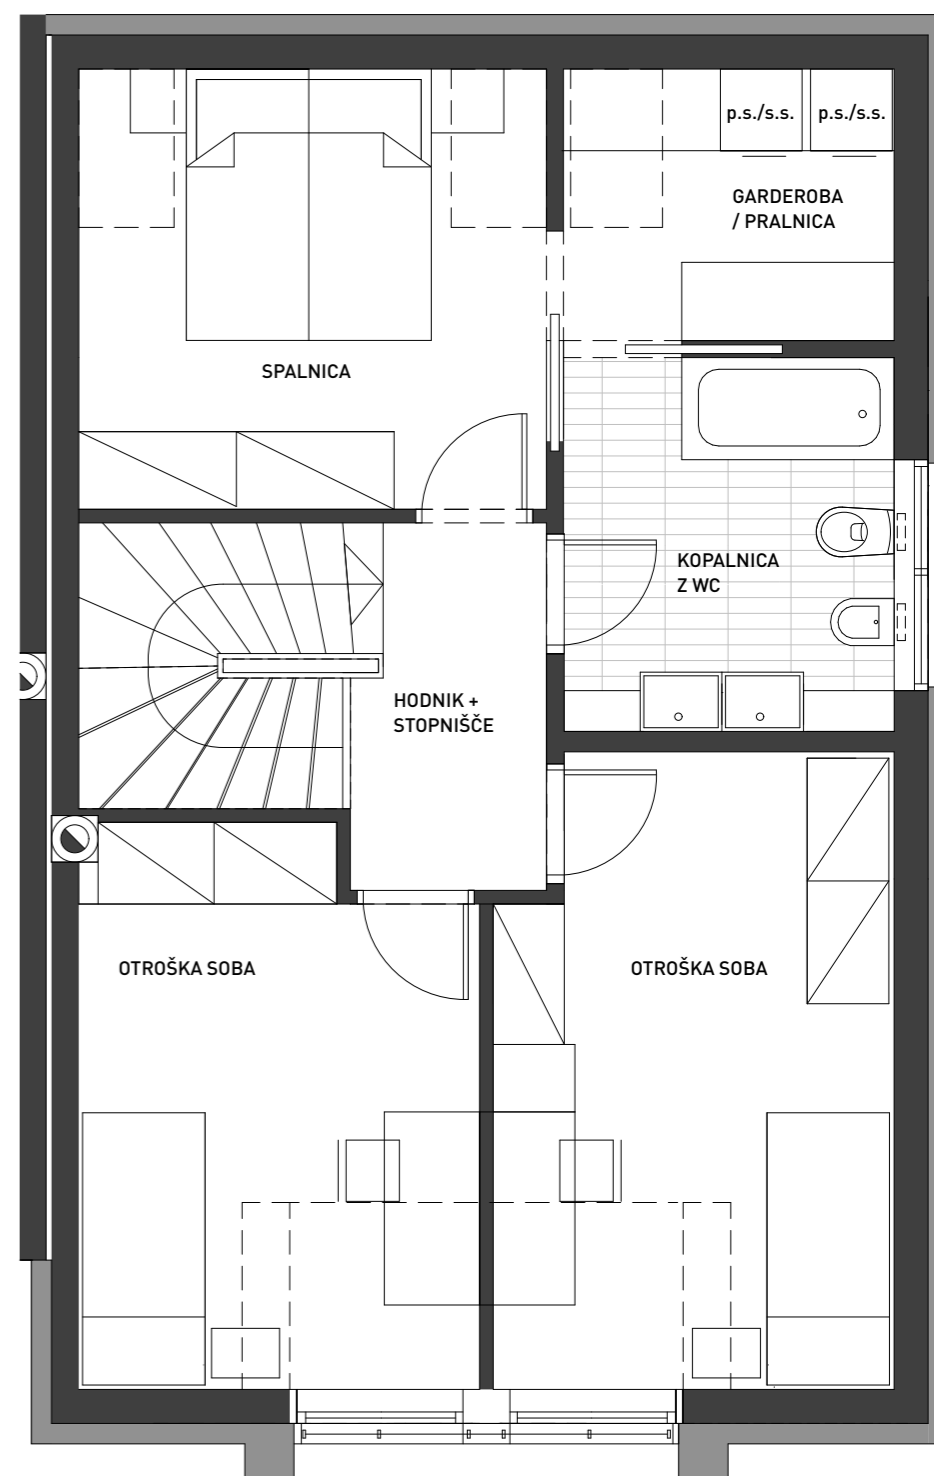 p.s./s.s. p.s./s.s.
GARDEROBA
/ PRALNICA
SPALNICA
KOPALNICA
Z WC
HODNIK +
STOPNIŠČE
OTROŠKA SOBA OTROŠKA SOBA